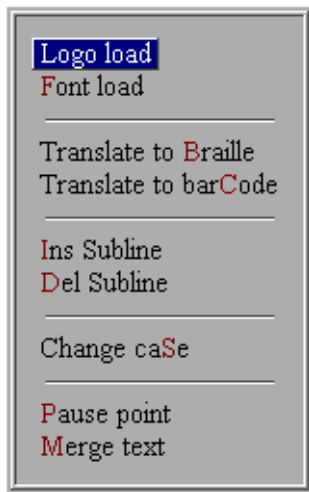 Logo load
Font load
Translate to Braille
Translate to barCode
Ins Subline
Del Subline
Change caSe
Pause point
Merge text